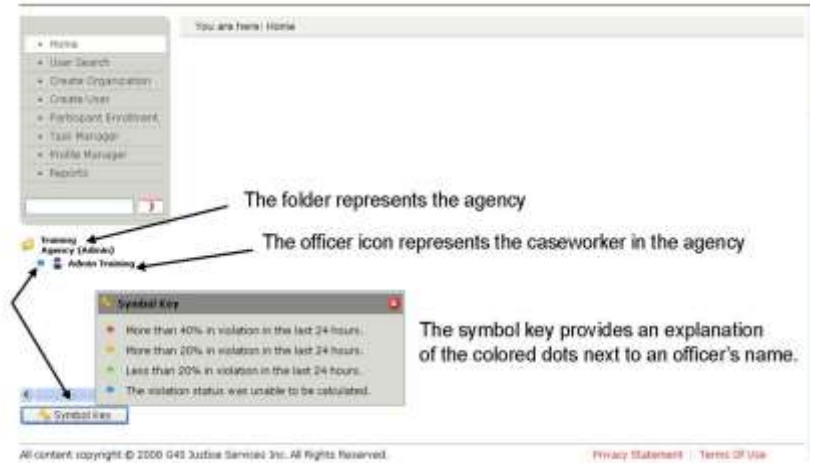 You are here: Home
Home
User Search
Create Organization
Create User
Participant Enrollment
Task Manager
Profile Manager
Reports
The folder represents the agency
Training
Agency (Admin)
The officer icon represents the caseworker in the agency
Admin Training
Symbol Key
More than 40% in violation in the last 24 hours.
More than 20% in violation in the last 24 hours.
Less than 20% in violation in the last 24 hours.
The violation status was unable to be calculated.
The symbol key provides an explanation
of the colored dots next to an officer's name.
Symbol Key
All content copyright © 2008 G4S Justice Services Inc. All Rights Reserved.
Privacy Statement | Terms Of Use